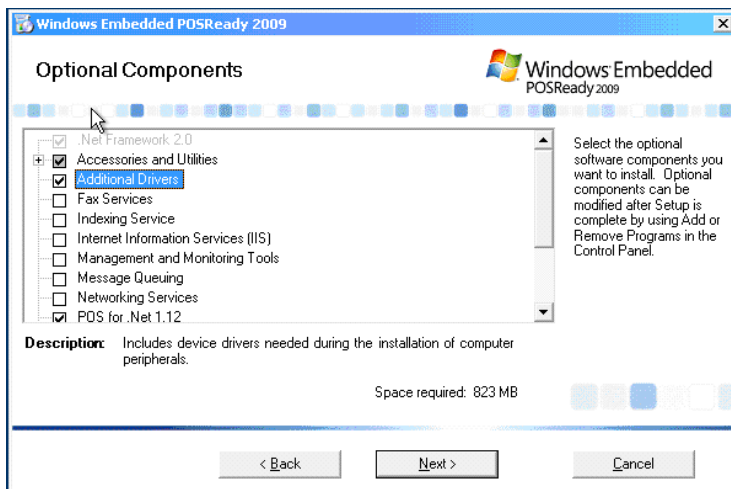 Windows Embedded POSReady 2009
Optional Components
Windows Embedded
POSReady 2009
.Net Framework 2.0
Accessories and Utilities
Additional Drivers
Fax Services
Indexing Service
Internet Information Services (IIS)
Management and Monitoring Tools
Message Queuing
Networking Services
POS for .Net 1.12
Select the optional
software components you
want to install. Optional
components can be
modified after Setup is
complete by using Add or
Remove Programs in the
Control Panel.
Description: Includes device drivers needed during the installation of computer
peripherals.
Space required: 823 MB
< Back
Next >
Cancel